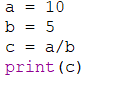 a = 10
b = 5
c = a/b
print(c)